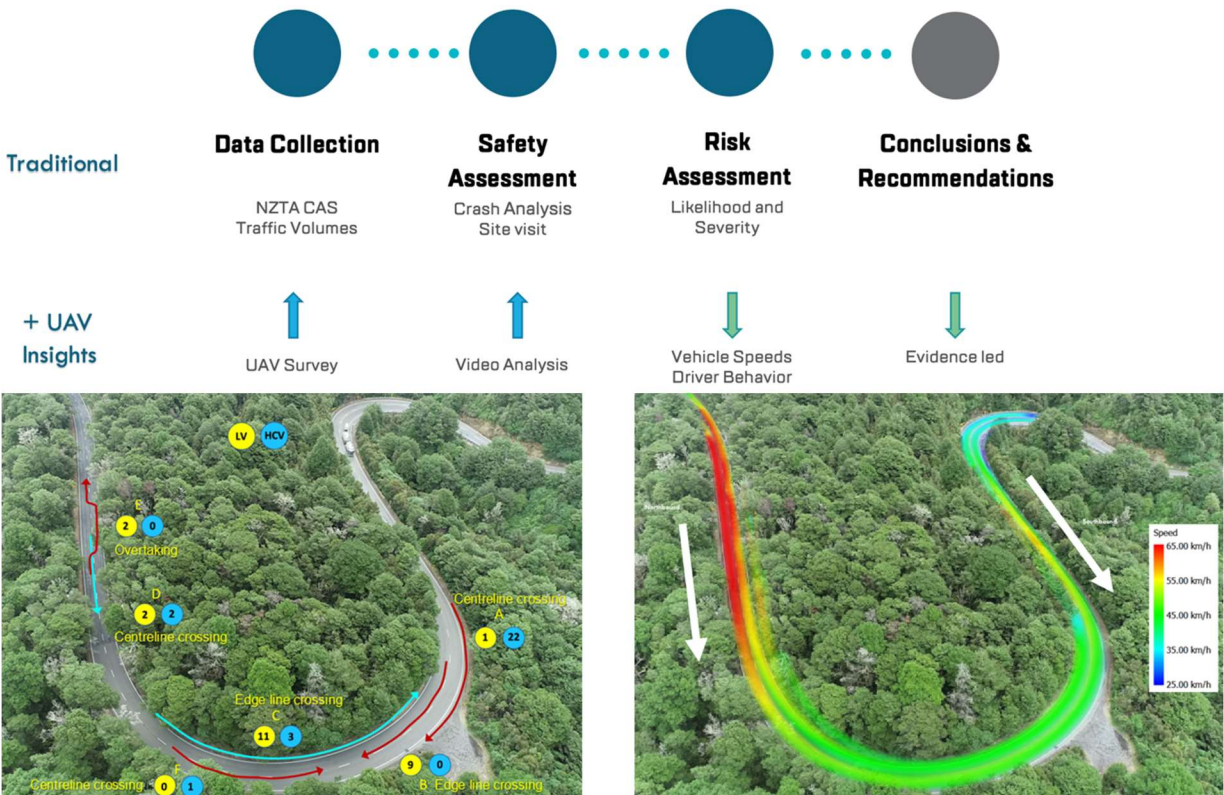 Traditional
Data Collection
NZTA CAS
Traffic Volumes
Safety
Assessment
Crash Analysis
Site visit
Risk
Assessment
Likelihood and
Severity
Conclusions &
Recommendations
+ UAV
Insights
UAV Survey
Video Analysis
Vehicle Speeds
Driver Behavior
Evidence led
LV HCV
E
2 0
Overtaking
D
2 2
Centreline crossing
Centreline crossing
A
1 22
Edge line crossing
C
11 3
9 0
B Edge line crossing
F
Centreline crossing 0 1
Northbound
Southbound
Speed
65.00 km/h
55.00 km/h
45.00 km/h
35.00 km/h
25.00 km/h